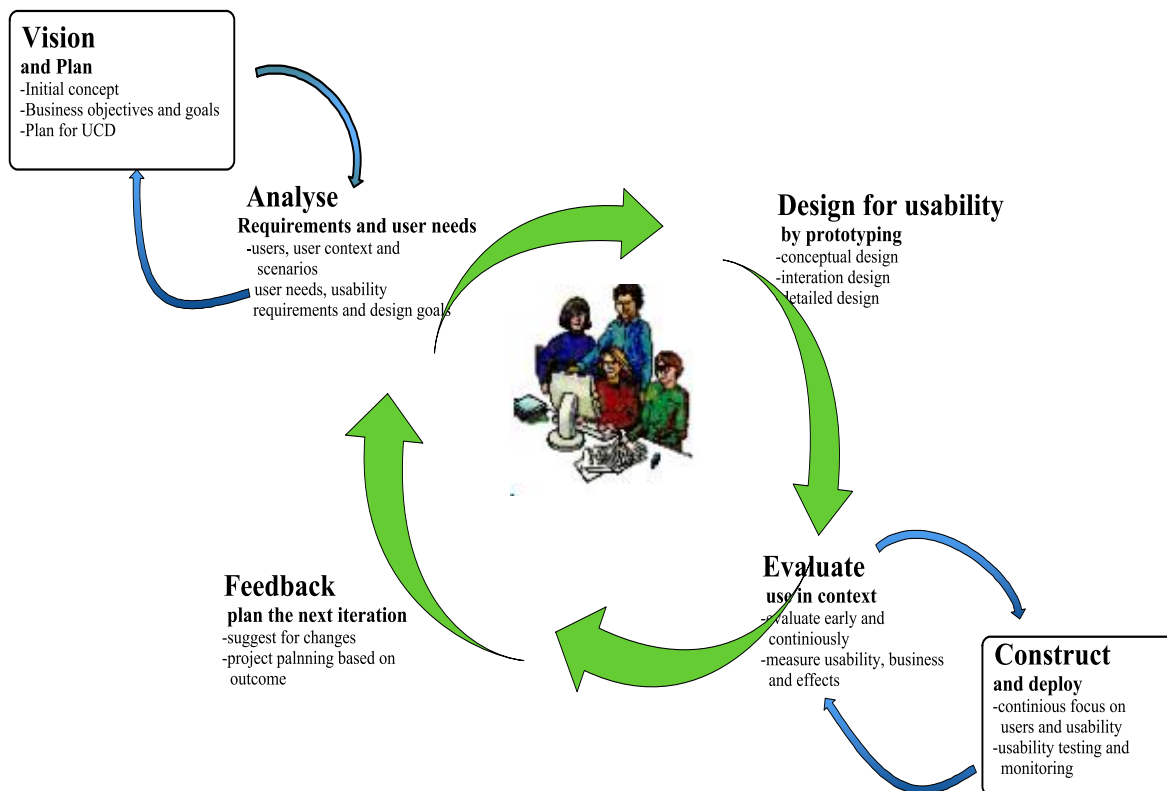 Vision
and Plan
-Initial concept
-Business objectives and goals
-Plan for UCD
Analyse
Requirements and user needs
-users, user context and
scenarios
user needs, usability
requirements and design goals
Design for usability
by prototyping
-conceptual design
-interation design
detailed design
Evaluate
use in context
-evaluate early and
continiously
-measure usability, business
and effects
Construct
and deploy
-continious focus on
users and usability
-usability testing and
monitoring
Feedback
plan the next iteration
-suggest for changes
-project palnning based on
outcome